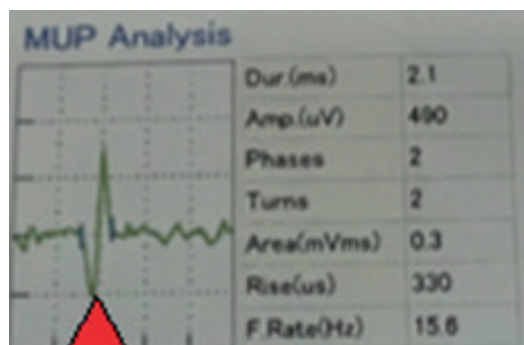 MUP Analysis
Dur.(ms) 2.1
Amp.(uV) 490
Phases 2
Turns 2
Area(mVms) 0.3
Rise(us) 330
F.Rate(Hz) 15.6